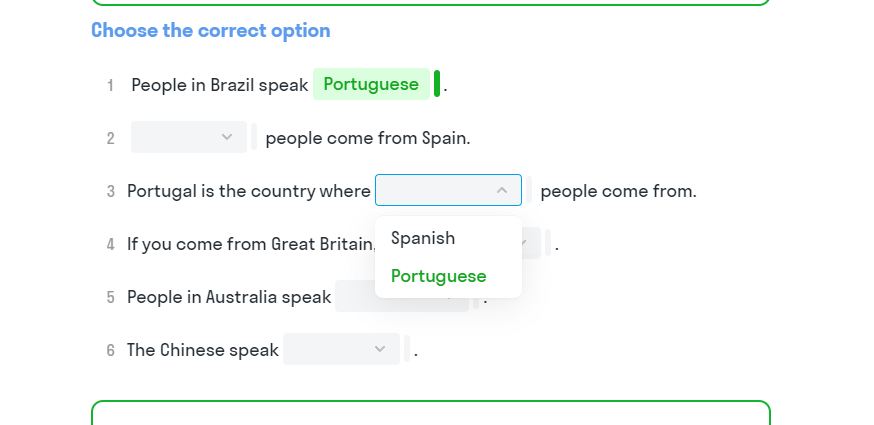 Choose the correct option
1 People in Brazil speak Portuguese .
2 people come from Spain.
3 Portugal is the country where people come from.
Spanish
4 If you come from Great Britain, .
Portuguese
5 People in Australia speak .
6 The Chinese speak .